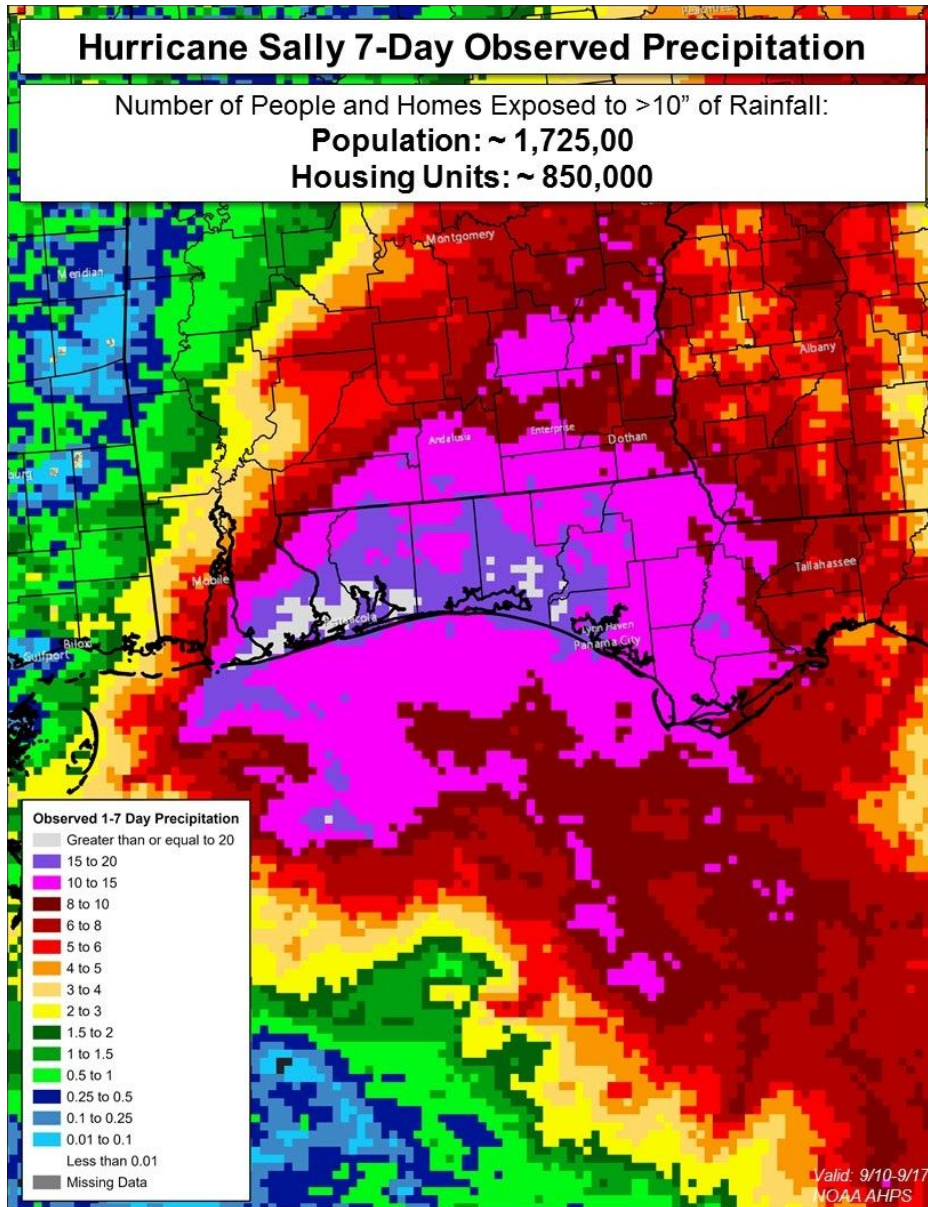 Hurricane Sally 7-Day Observed Precipitation
Number of People and Homes Exposed to >10” of Rainfall:
Population: ~ 1,725,00
Housing Units: ~ 850,000
Montgomery
Meridian
Albany
Andalusia
Enterprise
Dothan
burg
Tallahassee
Mobile
Pensacola
Lynn Haven
Biloxi
Panama City
Gulfport
Observed 1-7 Day Precipitation
Greater than or equal to 20
15 to 20
10 to 15
8 to 10
6 to 8
5 to 6
4 to 5
3 to 4
2 to 3
1.5 to 2
1 to 1.5
0.5 to 1
0.25 to 0.5
0.1 to 0.25
0.01 to 0.1
Less than 0.01
Missing Data
Valid: 9/10-9/17
NOAA AHPS